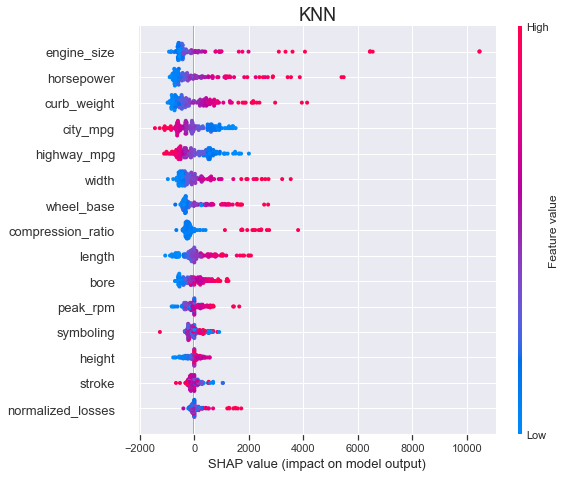 KNN
High
engine_size
horsepower
curb_weight
city_mpg
highway_mpg
width
wheel_base
compression_ratio
length
bore
peak_rpm
symboling
height
stroke
normalized_losses
Feature value
Low
−2000 0 2000 4000 6000 8000 10000
SHAP value (impact on model output)